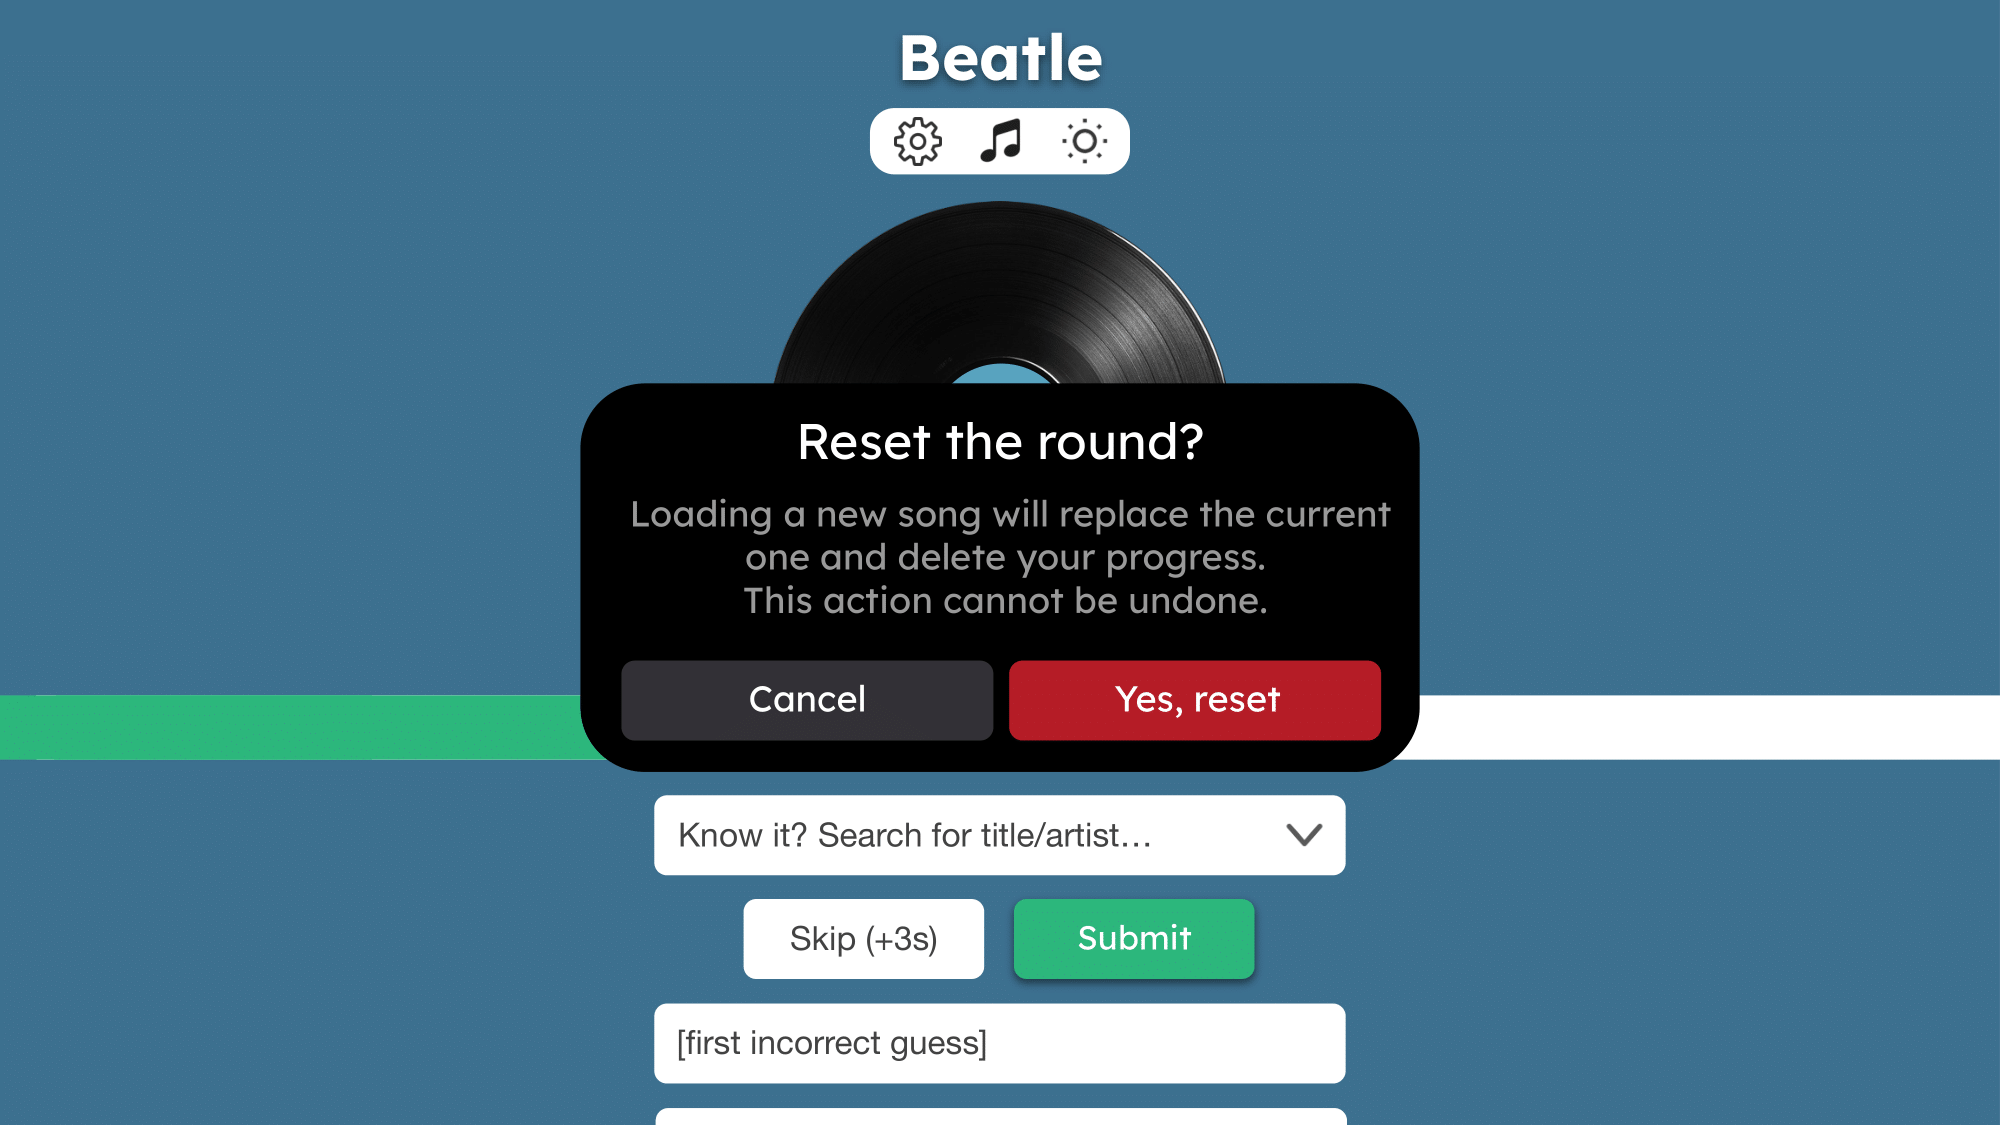 Beatle
Reset the round?
Loading a new song will replace the current
one and delete your progress.
This action cannot be undone.
Cancel
Yes, reset
Know it? Search for title/artist...
Skip (+3s)
Submit
[first incorrect guess]